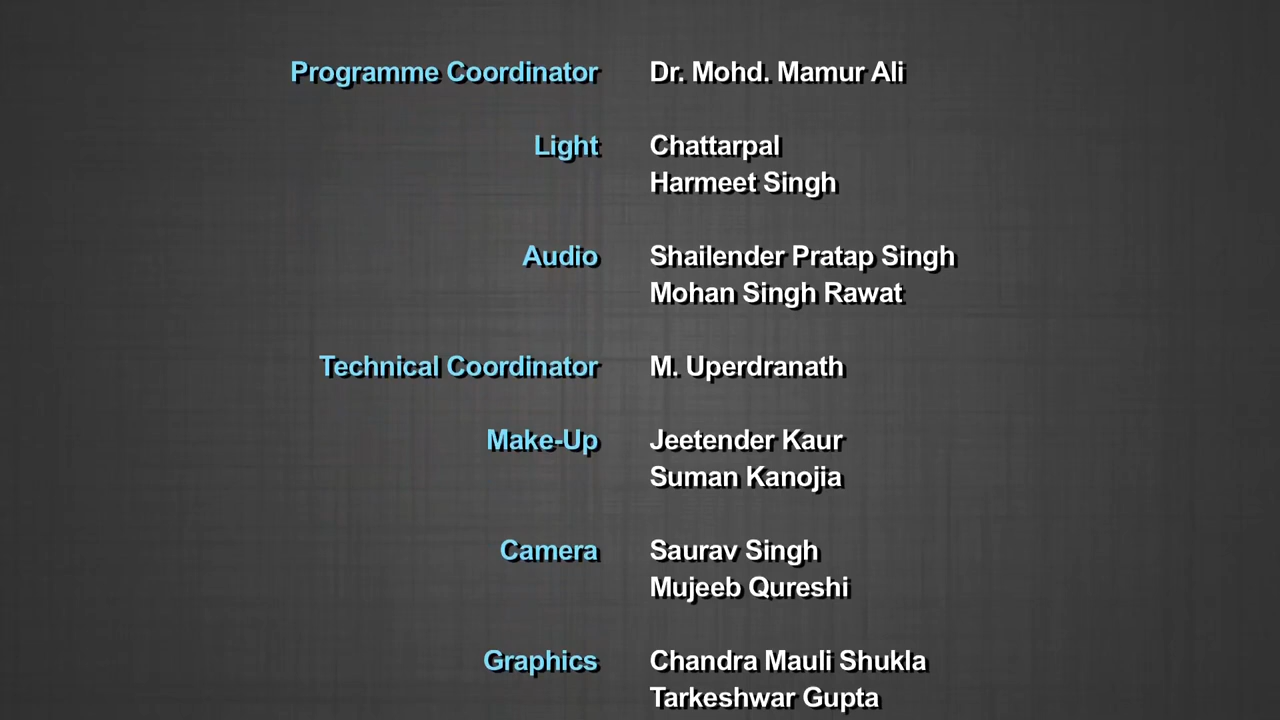 Programme Coordinator Dr. Mohd. Mamur Ali
Light Chattarpal
Harmeet Singh
Audio Shailender Pratap Singh
Mohan Singh Rawat
Technical Coordinator M. Uperdranath
Make-Up Jeetender Kaur
Suman Kanojia
Camera Saurav Singh
Mujeeb Qureshi
Graphics Chandra Mauli Shukla
Tarkeshwar Gupta